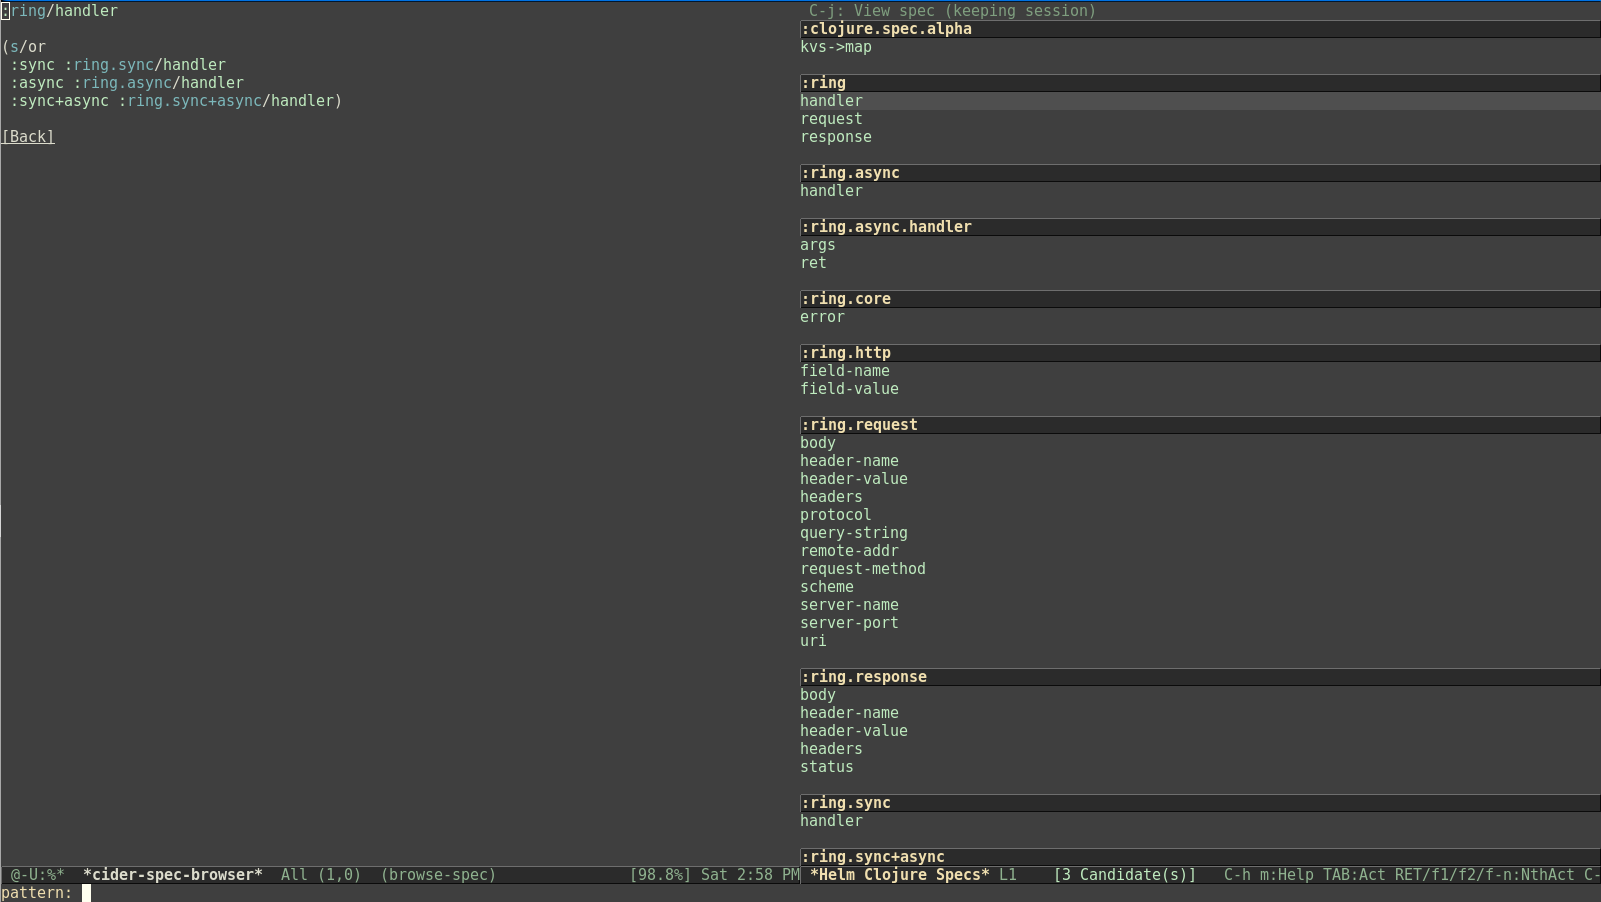 :ring/handler
(s/or
:sync :ring.sync/handler
:async :ring.async/handler
:sync+async :ring.sync+async/handler)
[Back]
@-U:%*  *cider-spec-browser*  All (1,0)  (browse-spec)  [98.8%] Sat 2:58 PM
C-j: View spec (keeping session)
:clojure.spec.alpha
kvs->map
:ring
handler
request
response
:ring.async
handler
:ring.async.handler
args
ret
:ring.core
error
:ring.http
field-name
field-value
:ring.request
body
header-name
header-value
headers
protocol
query-string
remote-addr
request-method
scheme
server-name
server-port
uri
:ring.response
body
header-name
header-value
headers
status
:ring.sync
handler
:ring.sync+async
*Helm Clojure Specs* L1  [3 Candidate(s)]  C-h m:Help TAB:Act RET/f1/f2/f-n:NthAct C-
pattern: